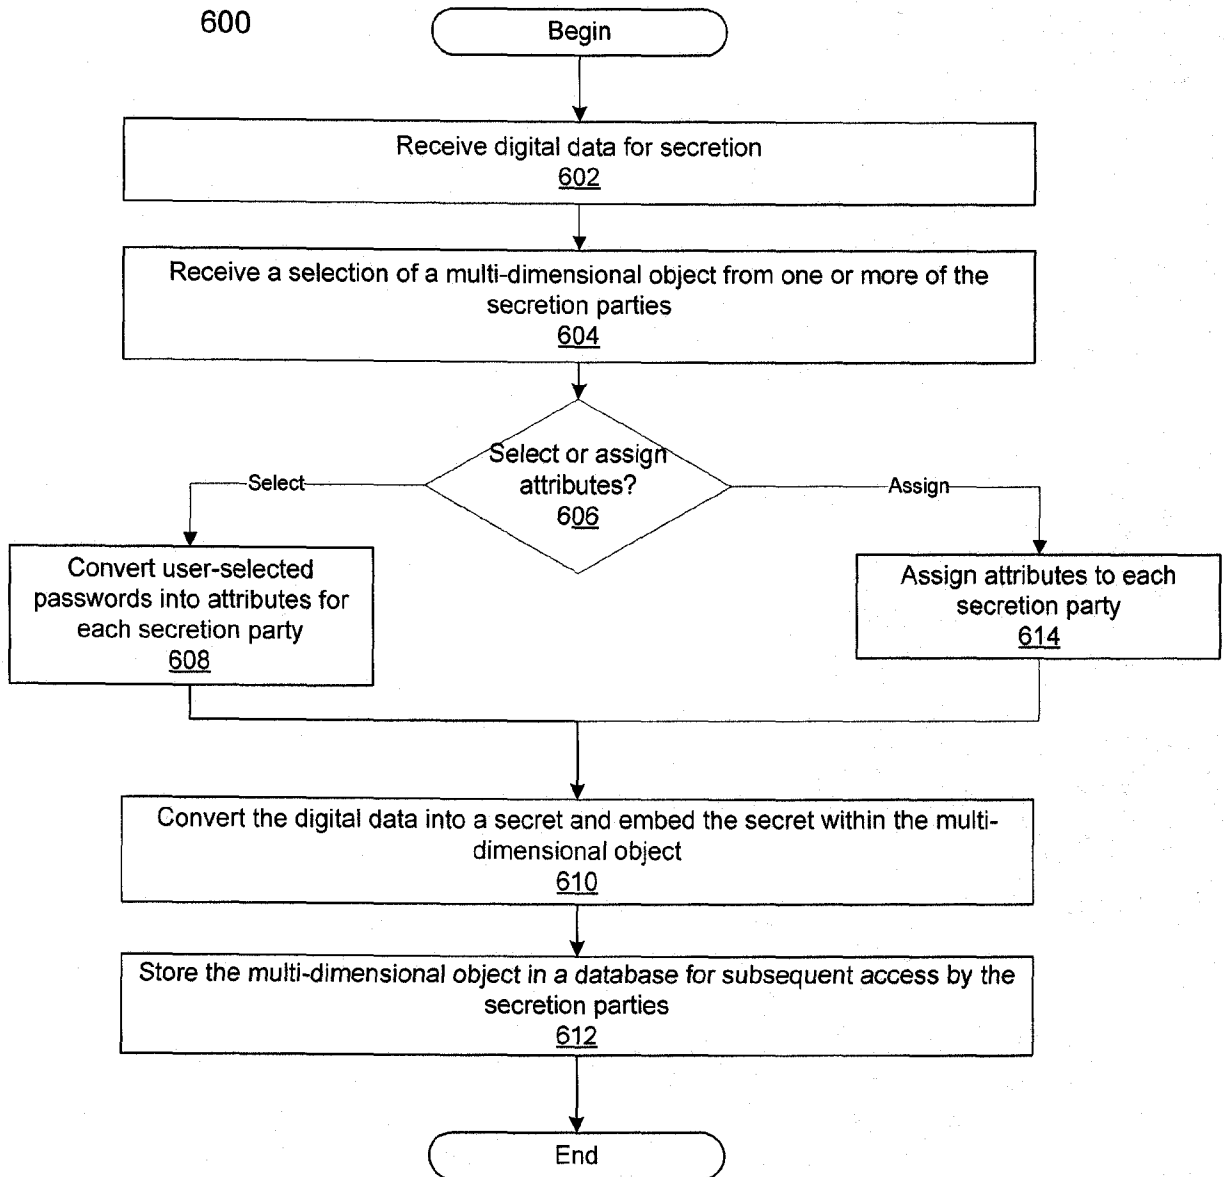 600
Begin
Receive digital data for secretion
602
Receive a selection of a multi-dimensional object from one or more of the
secretion parties
604
Select or assign
attributes?
606
Select
Assign
Convert user-selected
passwords into attributes for
each secretion party
608
Assign attributes to each
secretion party
614
Convert the digital data into a secret and embed the secret within the multi-
dimensional object
610
Store the multi-dimensional object in a database for subsequent access by the
secretion parties
612
End